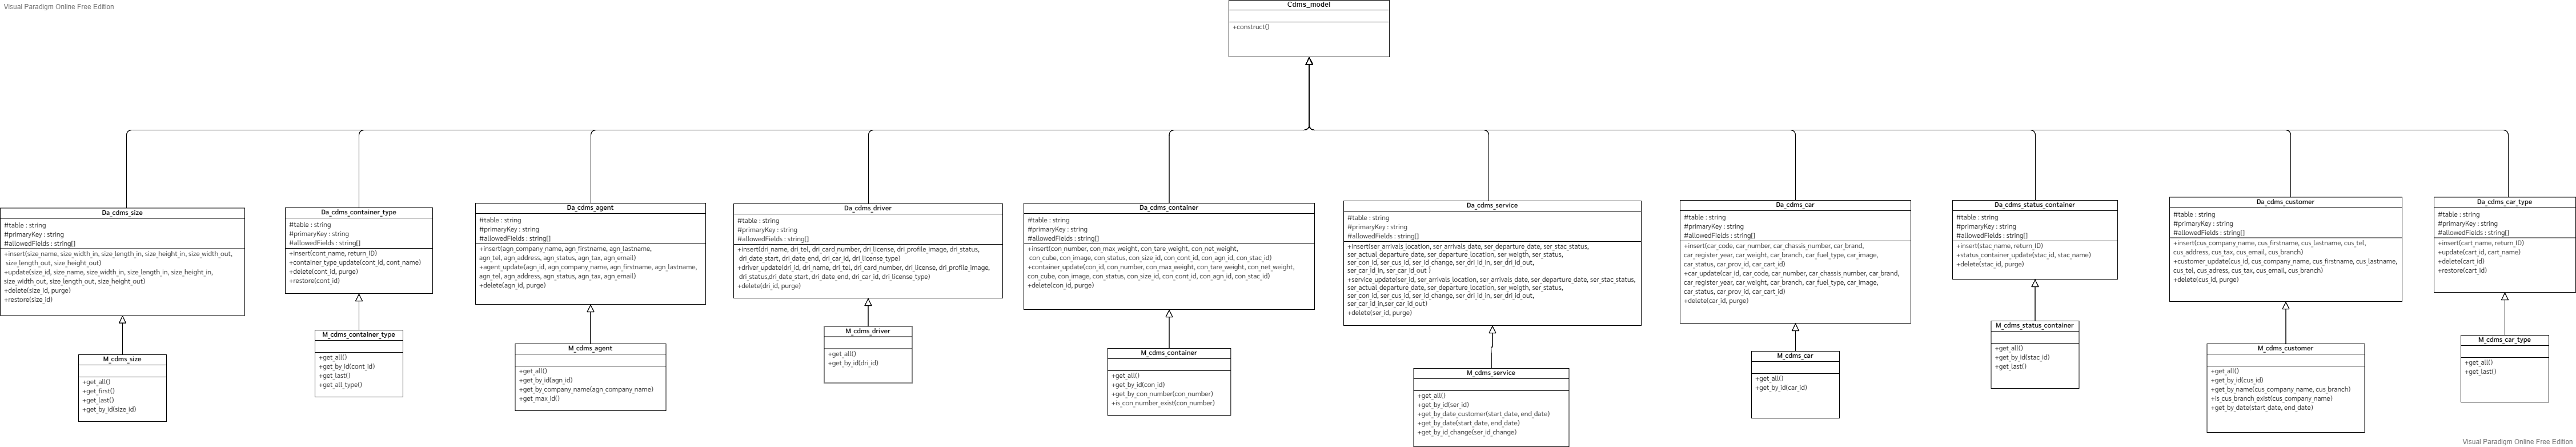 Visual Paradigm Online Free Edition
Cdms_model
+construct()
Da_cdms_size
#table : string
#primaryKey : string
#allowedFields : string[]
+insert(size_name, size_width_in, size_length_in, size_height_in, size_width_out,
size_length_out, size_height_out)
+update(size_id, size_name, size_width_in, size_length_in, size_height_in,
size_width_out, size_length_out, size_height_out)
+delete(size_id, purge)
+restore(size_id)
Da_cdms_container_type
#table : string
#primaryKey : string
#allowedFields : string[]
+insert(cont_name, return_ID)
+container_type_update(cont_id, cont_name)
+delete(cont_id, purge)
+restore(cont_id)
Da_cdms_agent
#table : string
#primaryKey : string
#allowedFields : string[]
+insert(agn_company_name, agn_firstname, agn_lastname,
agn_tel, agn_address, agn_status, agn_tax, agn_email)
+agent_update(agn_id, agn_company_name, agn_firstname, agn_lastname,
agn_tel, agn_address, agn_status, agn_tax, agn_email)
+delete(agn_id, purge)
Da_cdms_driver
#table : string
#primaryKey : string
#allowedFields : string[]
+insert(dri_name, dri_tel, dri_card_number, dri_license, dri_profile_image, dri_status,
dri_date_start, dri_date_end, dri_car_id, dri_license_type)
+driver_update(dri_id, dri_name, dri_tel, dri_card_number, dri_license, dri_profile_image,
dri_status,dri_date_start, dri_date_end, dri_car_id, dri_license_type)
+delete(dri_id, purge)
Da_cdms_container
#table : string
#primaryKey : string
#allowedFields : string[]
+insert(con_number, con_max_weight, con_tare_weight, con_net_weight,
con_cube, con_image, con_status, con_size_id, con_cont_id, con_agn_id, con_stac_id)
+container_update(con_id, con_number, con_max_weight, con_tare_weight, con_net_weight,
con_cube, con_image, con_status, con_size_id, con_cont_id, con_agn_id, con_stac_id)
+delete(con_id, purge)
Da_cdms_service
#table : string
#primaryKey : string
#allowedFields : string[]
+insert(ser_arrivals_location, ser_arrivals_date, ser_departure_date, ser_stac_status,
ser_actual_departure_date, ser_departure_location, ser_weigth, ser_status,
ser_con_id, ser_cus_id, ser_id_change, ser_dri_id_in, ser_dri_id_out,
ser_car_id_in, ser_car_id_out )
+service_update(ser_id, ser_arrivals_location, ser_arrivals_date, ser_departure_date, ser_stac_status,
ser_actual_departure_date, ser_departure_location, ser_weigth, ser_status,
ser_con_id, ser_cus_id, ser_id_change, ser_dri_id_in, ser_dri_id_out,
ser_car_id_in,ser_car_id_out)
+delete(ser_id, purge)
Da_cdms_car
#table : string
#primaryKey : string
#allowedFields : string[]
+insert(car_code, car_number, car_chassis_number, car_brand,
car_register_year, car_weight, car_branch, car_fuel_type, car_image,
car_status, car_prov_id, car_cart_id)
+car_update(car_id, car_code, car_number, car_chassis_number, car_brand,
car_register_year, car_weight, car_branch, car_fuel_type, car_image,
car_status, car_prov_id, car_cart_id)
+delete(car_id, purge)
Da_cdms_status_container
#table : string
#primaryKey : string
#allowedFields : string[]
+insert(stac_name, return_ID)
+status_container_update(stac_id, stac_name)
+delete(stac_id, purge)
Da_cdms_customer
#table : string
#primaryKey : string
#allowedFields : string[]
+insert(cus_company_name, cus_firstname, cus_lastname, cus_tel,
cus_address, cus_tax, cus_email, cus_branch)
+customer_update(cus_id, cus_company_name, cus_firstname, cus_lastname,
cus_tel, cus_adress, cus_tax, cus_email, cus_branch)
+delete(cus_id, purge)
Da_cdms_car_type
#table : string
#primaryKey : string
#allowedFields : string[]
+insert(cart_name, return_ID)
+update(cart_id, cart_name)
+delete(cart_id)
+restore(cart_id)
M_cdms_size
+get_all()
+get_first()
+get_last()
+get_by_id(size_id)
M_cdms_container_type
+get_all()
+get_by_id(cont_id)
+get_last()
+get_all_type()
M_cdms_agent
+get_all()
+get_by_id(agn_id)
+get_by_company_name(agn_company_name)
+get_max_id()
M_cdms_driver
+get_all()
+get_by_id(dri_id)
M_cdms_container
+get_all()
+get_by_id(con_id)
+get_by_con_number(con_number)
+is_con_number_exist(con_number)
M_cdms_service
+get_all()
+get_by_id(ser_id)
+get_by_date_customer(start_date, end_date)
+get_by_date(start_date, end_date)
+get_by_id_change(ser_id_change)
M_cdms_car
+get_all()
+get_by_id(car_id)
M_cdms_status_container
+get_all()
+get_by_id(stac_id)
+get_last()
M_cdms_customer
+get_all()
+get_by_id(cus_id)
+get_by_name(cus_company_name, cus_branch)
+is_cus_branch_exist(cus_company_name)
+get_by_date(start_date, end_date)
M_cdms_car_type
+get_all()
+get_last()
Visual Paradigm Online Free Edition